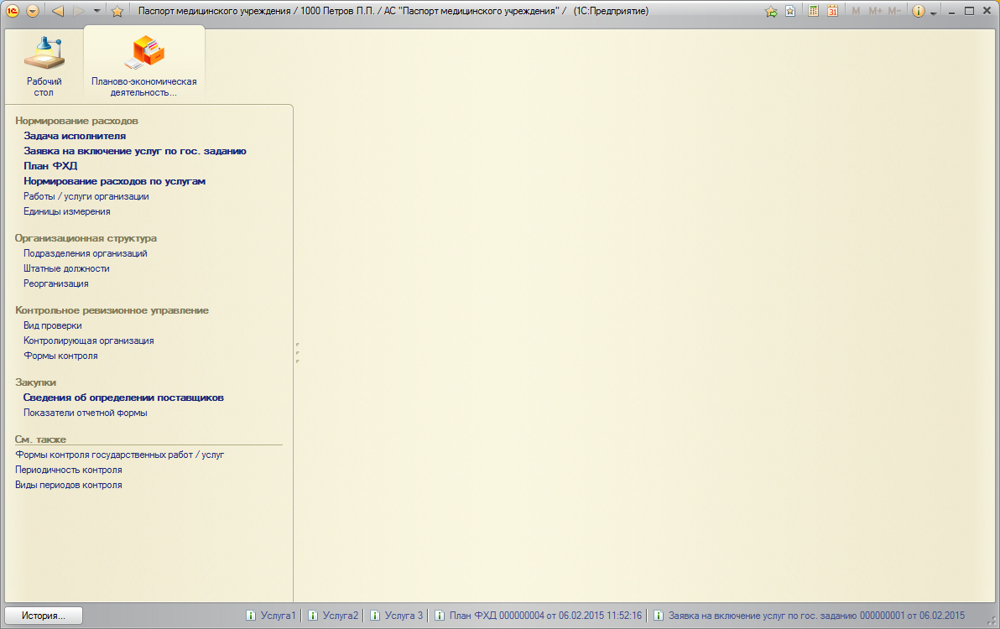 Паспорт медицинского учреждения / 1000 Петров П.П. / АС "Паспорт медицинского учреждения" / (1С:Предприятие)
31 M M+ M-
Рабочий
стол
Планово-экономическая
деятельность...
Нормирование расходов
Задача исполнителя
Заявка на включение услуг по гос. заданию
План ФХД
Нормирование расходов по услугам
Работы / услуги организации
Единицы измерения
Организационная структура
Подразделения организаций
Штатные должности
Реорганизация
Контрольное ревизионное управление
Вид проверки
Контролирующая организация
Формы контроля
Закупки
Сведения об определении поставщиков
Показатели отчетной формы
См. также
Формы контроля государственных работ / услуг
Периодичность контроля
Виды периодов контроля
История... Услуга1 Услуга2 Услуга 3 План ФХД 000000004 от 06.02.2015 11:52:16 Заявка на включение услуг по гос. заданию 000000001 от 06.02.2015